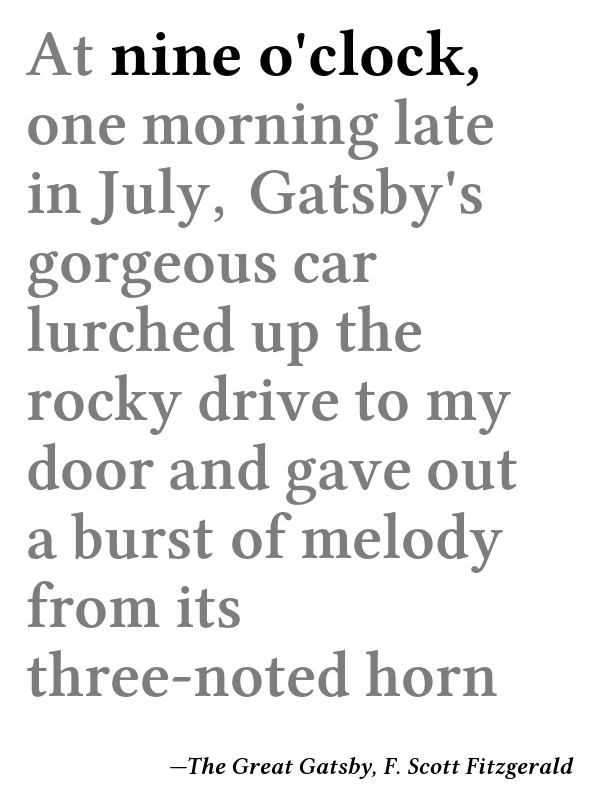 At nine o'clock,
one morning late
in July, Gatsby's
gorgeous car
lurched up the
rocky drive to my
door and gave out
a burst of melody
from its
three-noted horn
—The Great Gatsby, F. Scott Fitzgerald